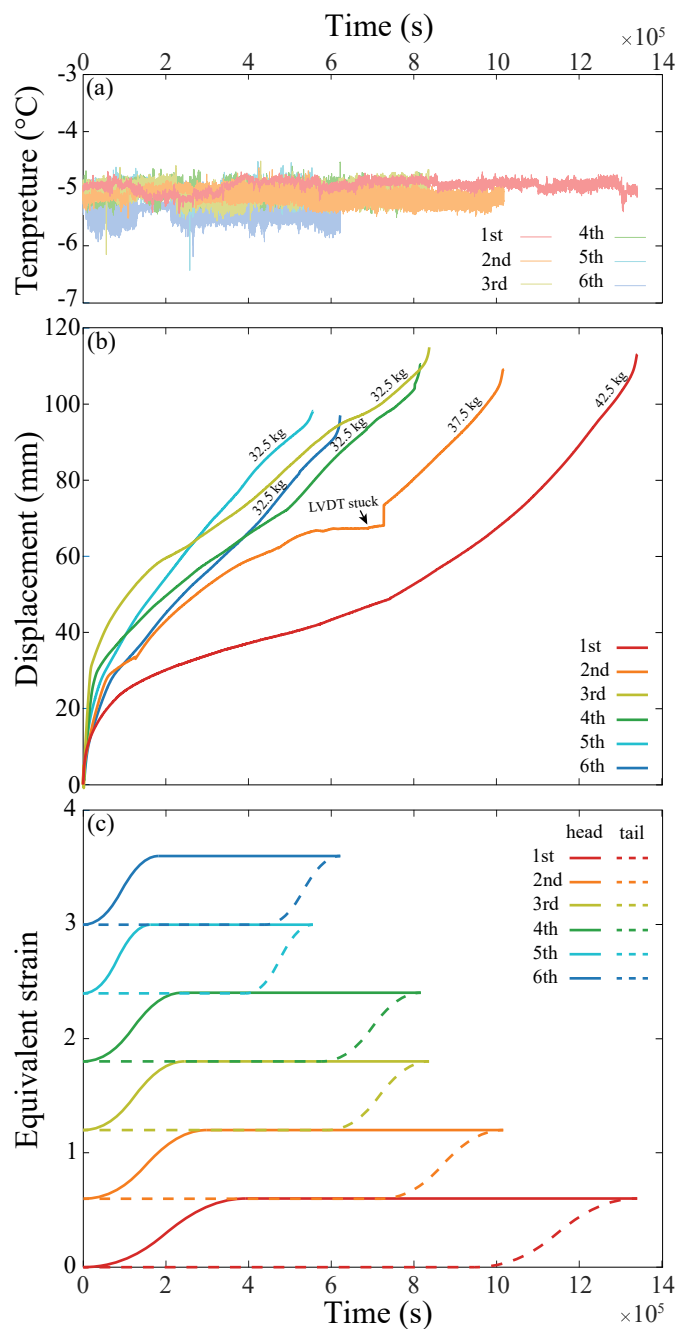 Time (s)
×10⁵
0 2 4 6 8 10 12 14
(a)
-3
-4
-5
-6
-7
Tempreture (°C)
1st 4th
2nd 5th
3rd 6th
(b)
120
100
80
60
40
20
0
Displacement (mm)
32.5 kg
32.5 kg
32.5 kg
32.5 kg
37.5 kg
42.5 kg
LVDT stuck
1st
2nd
3rd
4th
5th
6th
(c)
4
3
2
1
0
Equivalent strain
head tail
1st
2nd
3rd
4th
5th
6th
0 2 4 6 8 10 12 14
Time (s)
×10⁵